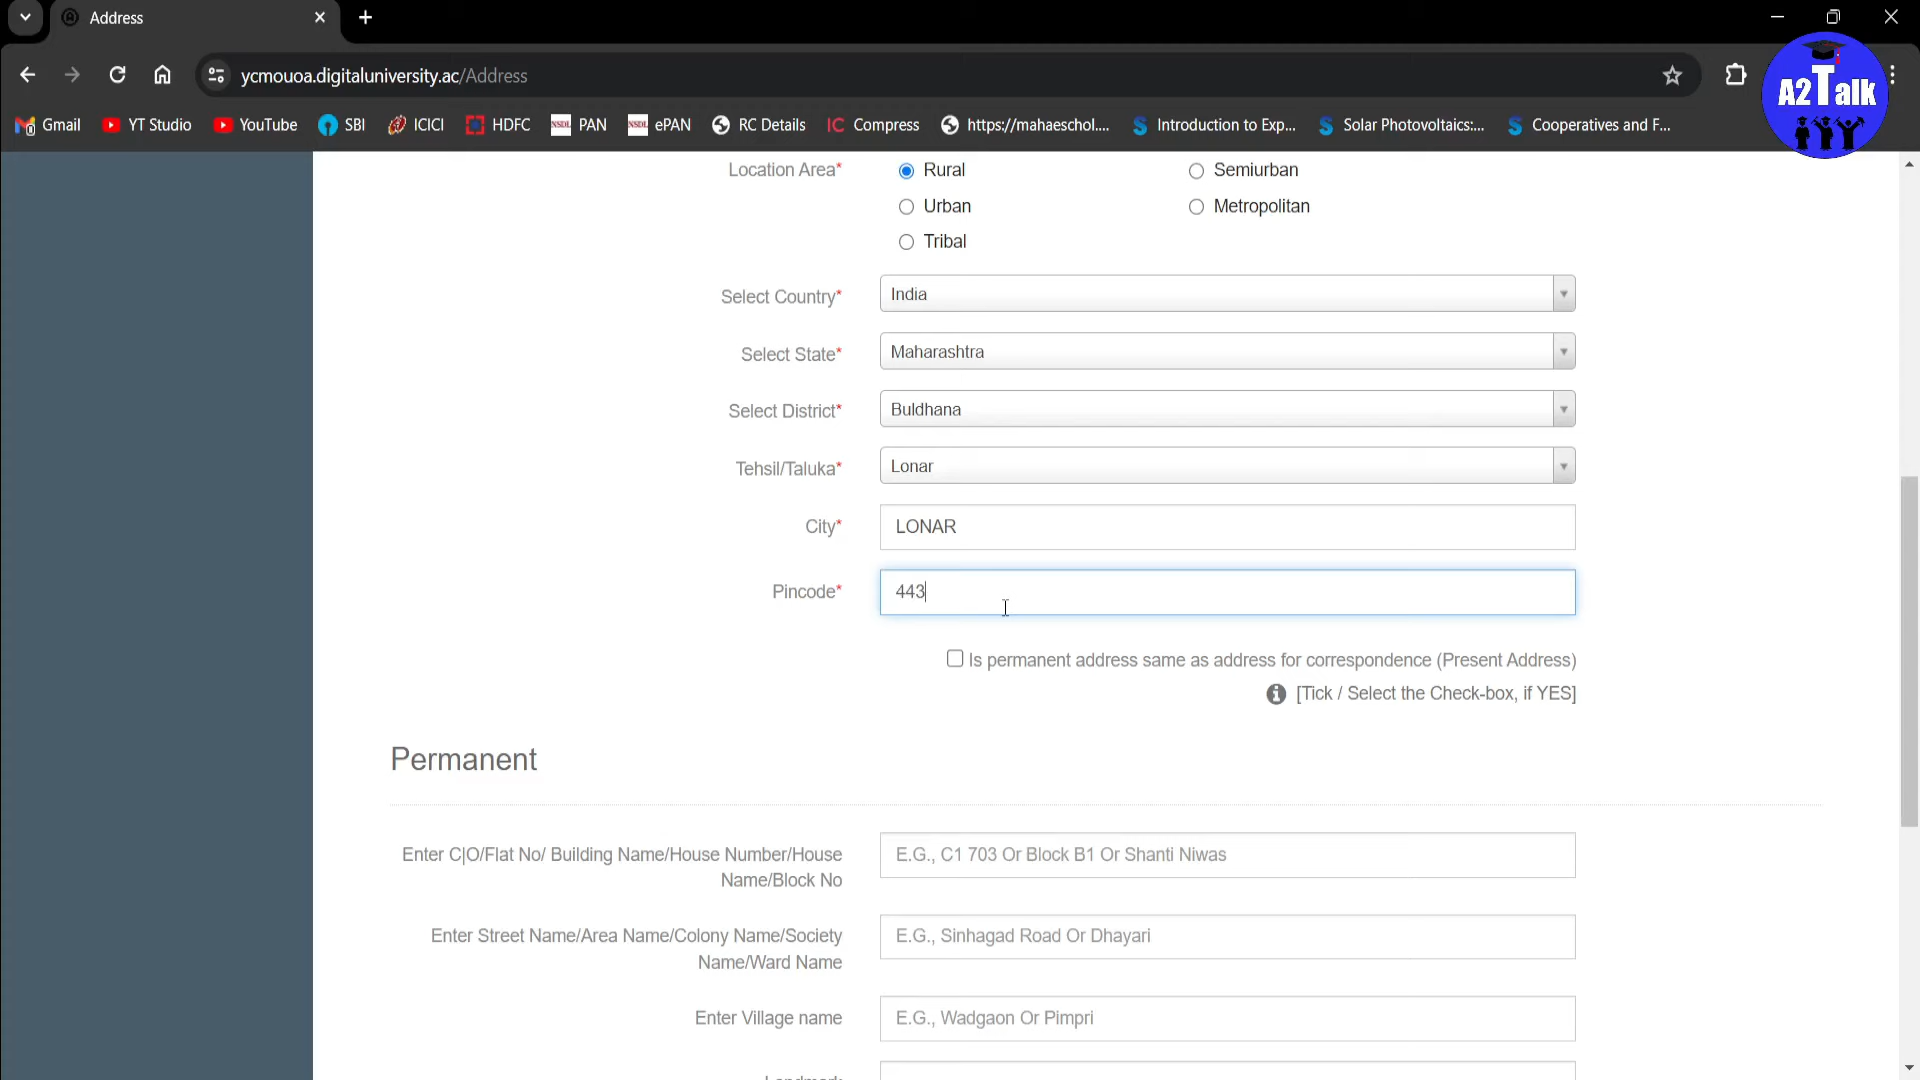 Address
ycmouoa.digitaluniversity.ac/Address
A2Talk
Gmail YT Studio YouTube SBI ICICI HDFC NSDL PAN NSDL ePAN RC Details IC Compress https://mahaeschol.... Introduction to Exp... Solar Photovoltaics:... Cooperatives and F...
Location Area* Rural Semiurban
Urban Metropolitan
Tribal
Select Country* India
Select State* Maharashtra
Select District* Buldhana
Tehsil/Taluka* Lonar
City* LONAR
Pincode* 443
Is permanent address same as address for correspondence (Present Address)
[Tick / Select the Check-box, if YES]
Permanent
Enter C|O/Flat No/ Building Name/House Number/House E.G., C1 703 Or Block B1 Or Shanti Niwas
Name/Block No
Enter Street Name/Area Name/Colony Name/Society E.G., Sinhagad Road Or Dhayari
Name/Ward Name
Enter Village name E.G., Wadgaon Or Pimpri